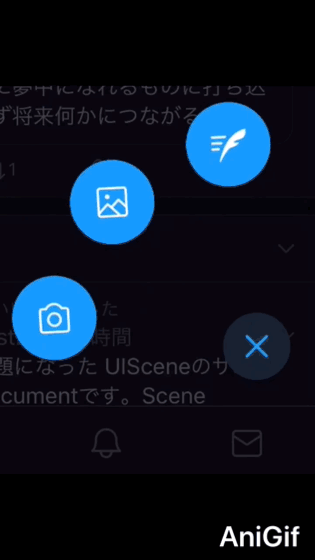 に夢中になれるものに打ち込
ず将来何かにつながる
1
た
時間
題になった UISceneのサ
cumentです。Scene
AniGif